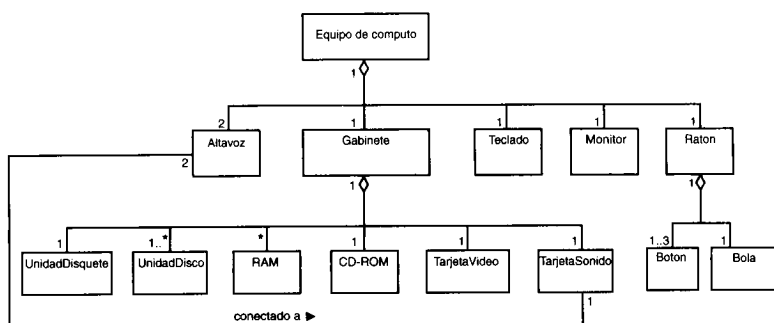 Equipo de computo
1
2 1 1 1 1
Altavoz Gabinete Teclado Monitor Raton
2 1 1
1 1..* * 1 1 1 1..3 1
UnidadDisquete UnidadDisco RAM CD-ROM TarjetaVideo TarjetaSonido Boton Bola
1
conectado a